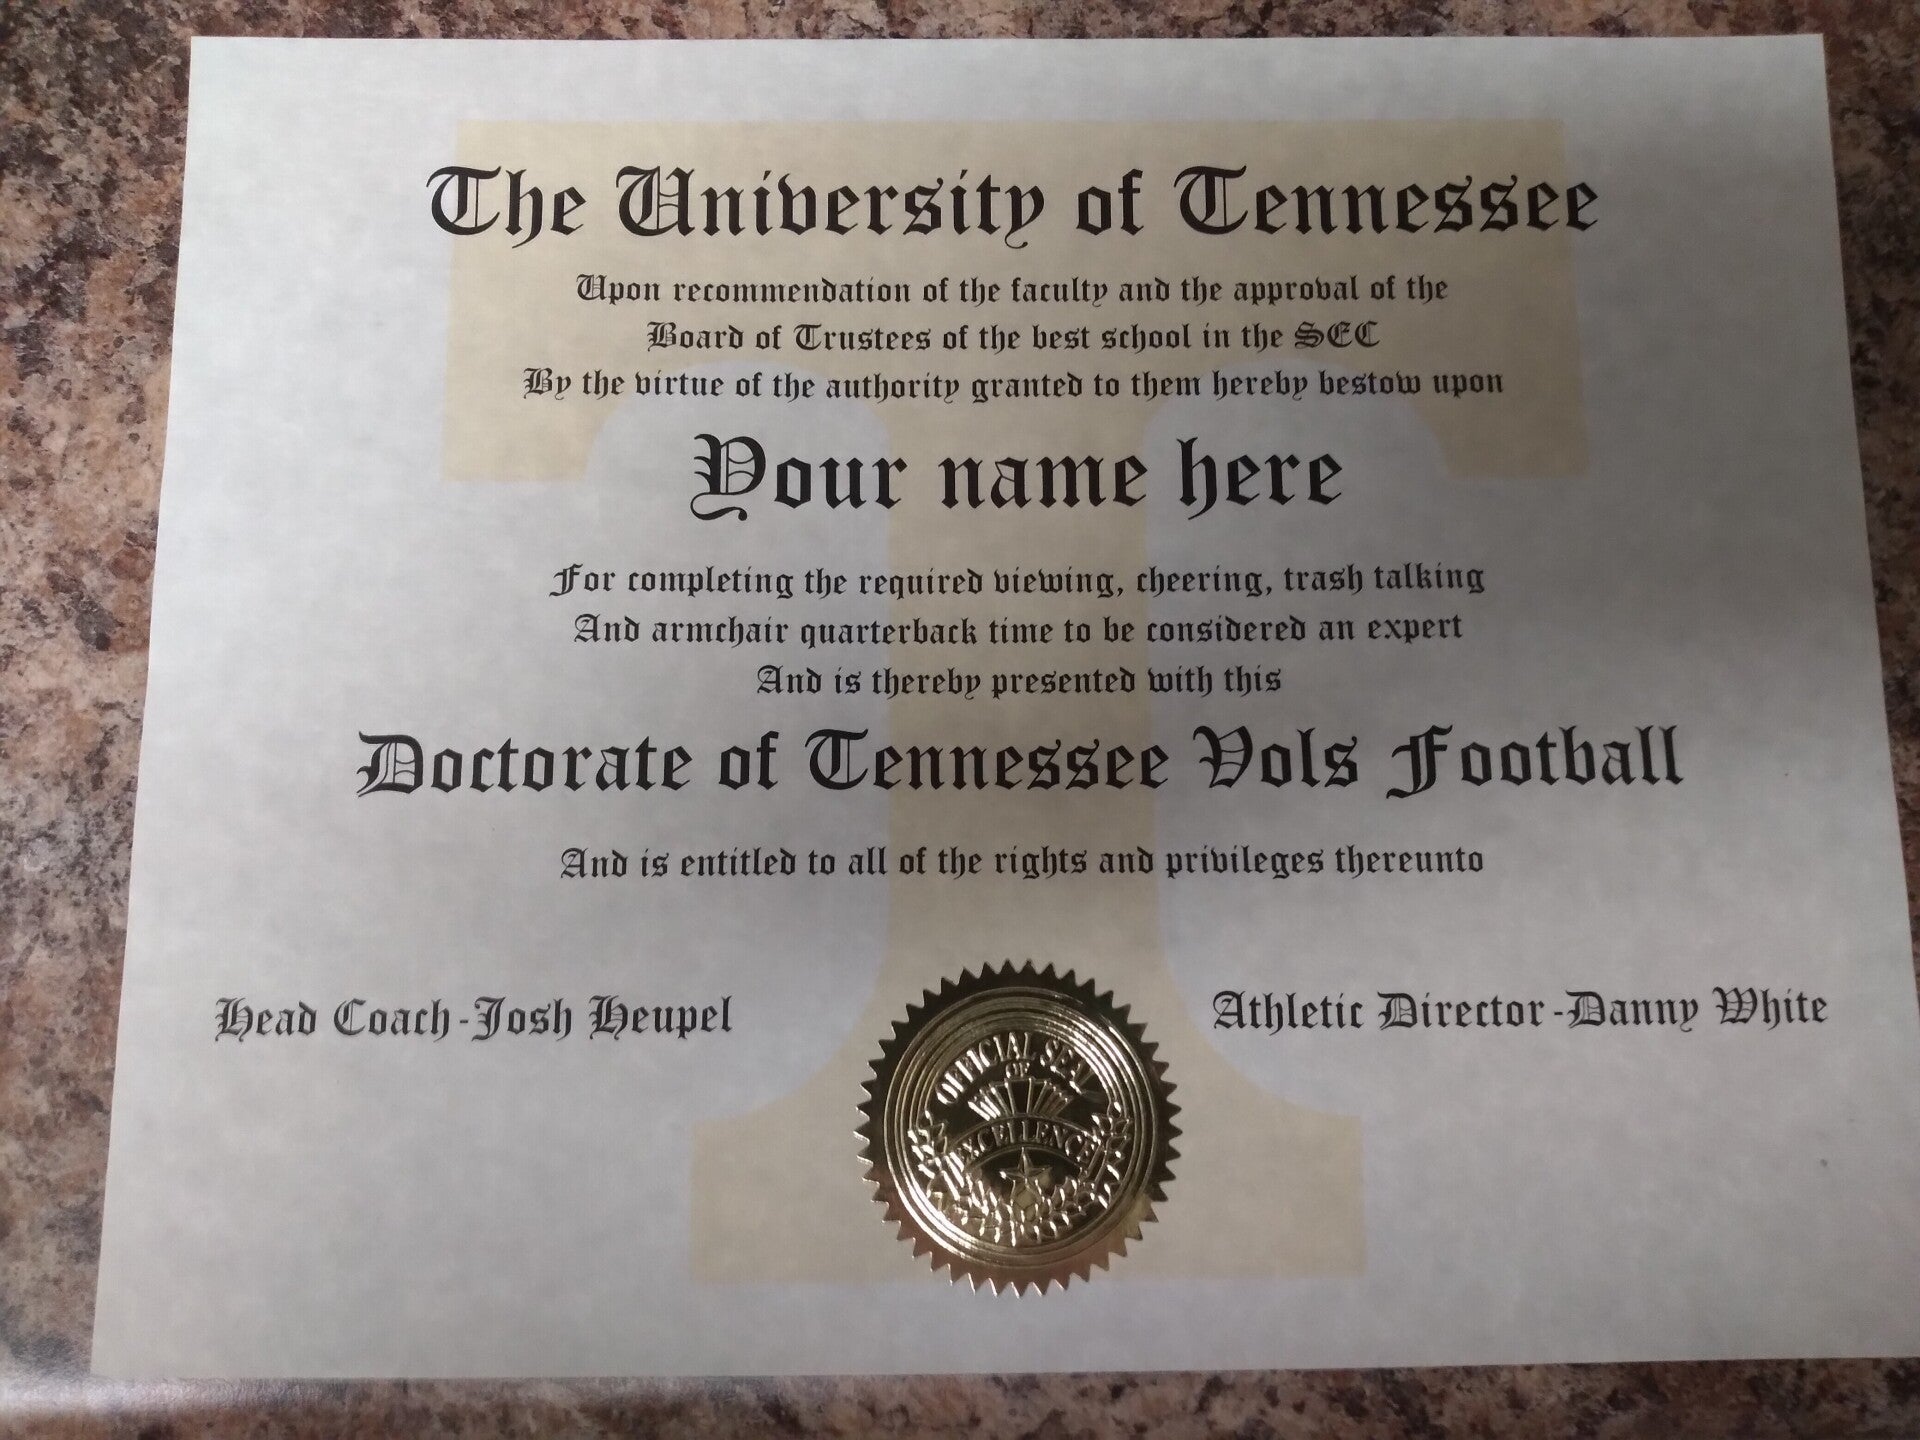 The University of Tennessee
Upon recommendation of the faculty and the approval of the
Board of Trustees of the best school in the SEC
By the virtue of the authority granted to them hereby bestow upon
Your name here
For completing the required viewing, cheering, trash talking
And armchair quarterback time to be considered an expert
And is thereby presented with this
Doctorate of Tennessee Vols Football
And is entitled to all of the rights and privileges thereunto
Head Coach-Josh Heupel
Athletic Director-Danny White
OFFICIAL SEAL
OF
EXCELLENCE